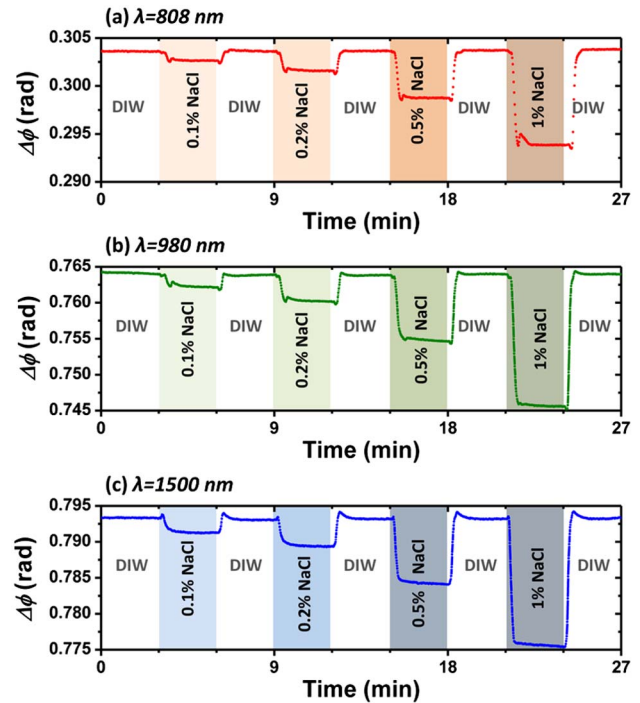 (a) λ=808 nm
0.305
0.300
0.295
0.290
Δϕ (rad)
DIW
0.1% NaCl
DIW
0.2% NaCl
DIW
0.5% NaCl
DIW
1% NaCl
DIW
0
9
18
27
Time (min)
(b) λ=980 nm
0.765
0.760
0.755
0.750
0.745
Δϕ (rad)
DIW
0.1% NaCl
DIW
0.2% NaCl
DIW
0.5% NaCl
DIW
1% NaCl
DIW
0
9
18
27
Time (min)
(c) λ=1500 nm
0.795
0.790
0.785
0.780
0.775
Δϕ (rad)
DIW
0.1% NaCl
DIW
0.2% NaCl
DIW
0.5% NaCl
DIW
1% NaCl
DIW
0
9
18
27
Time (min)